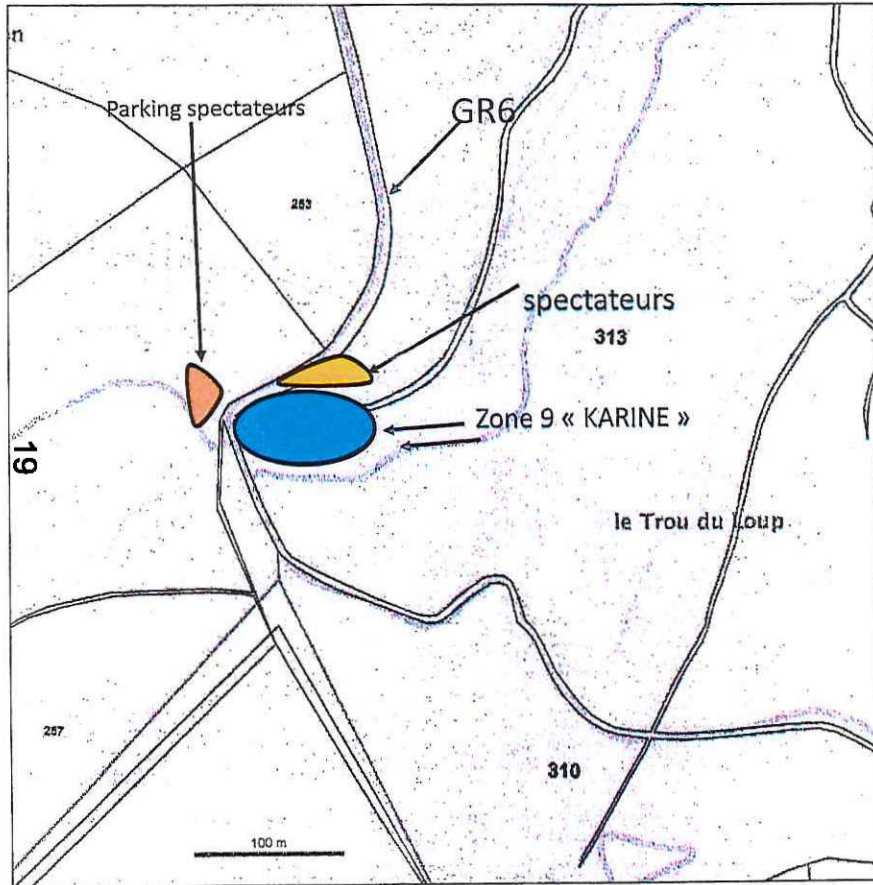 n
Parking spectateurs
GR6
253
spectateurs
313
Zone 9 « KARINE »
19
le Trou du Loup
257
310
100 m